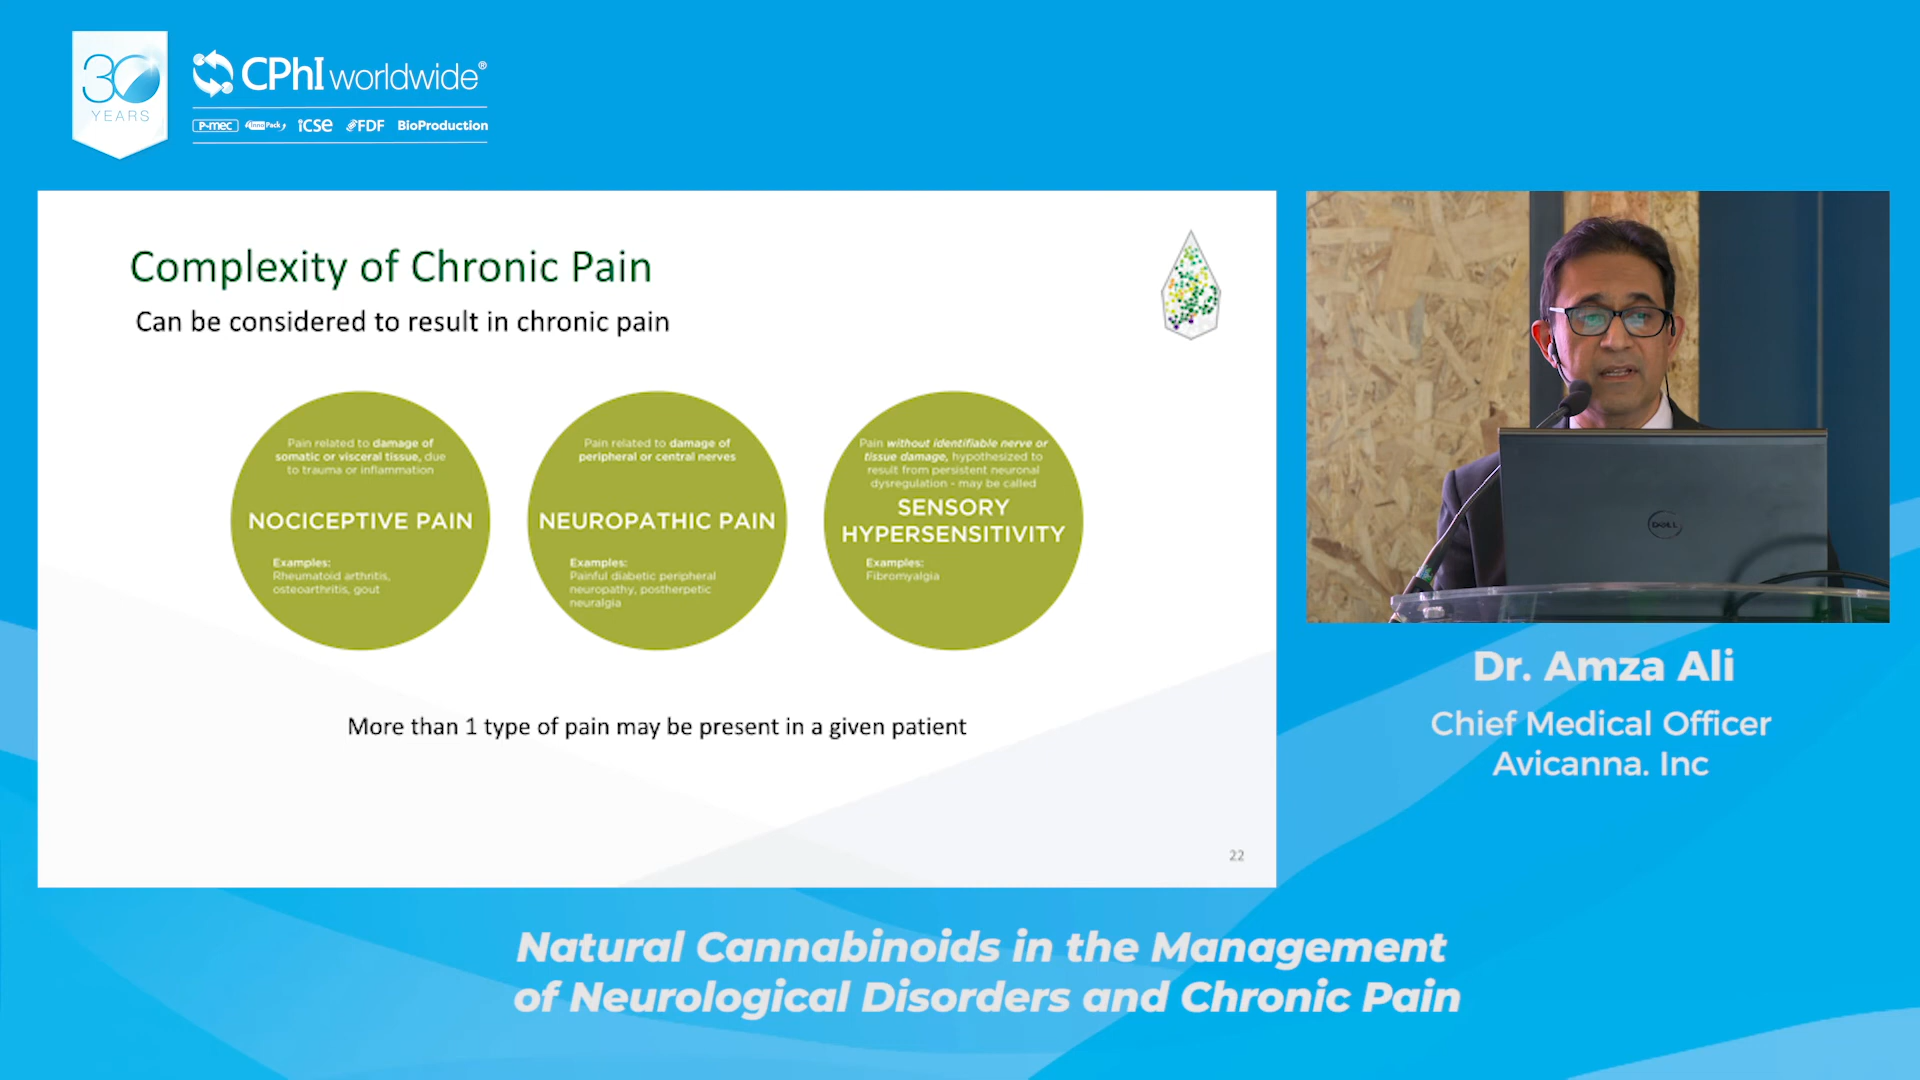 30
YEARS
CPhI worldwide®
P-mec InnoPack iCSE FDF BioProduction
Complexity of Chronic Pain
Can be considered to result in chronic pain
Pain related to damage of
somatic or visceral tissue, due
to trauma or inflammation
NOCICEPTIVE PAIN
Examples:
Rheumatoid arthritis,
osteoarthritis, gout
Pain related to damage of
peripheral or central nerves
NEUROPATHIC PAIN
Examples:
Painful diabetic peripheral
neuropathy, postherpetic
neuralgia
Pain without identifiable nerve or
tissue damage, hypothesized to
result from persistent neuronal
dysregulation - may be called
SENSORY
HYPERSENSITIVITY
Examples:
Fibromyalgia
More than 1 type of pain may be present in a given patient
22
DELL
Dr. Amza Ali
Chief Medical Officer
Avicanna. Inc
Natural Cannabinoids in the Management
of Neurological Disorders and Chronic Pain